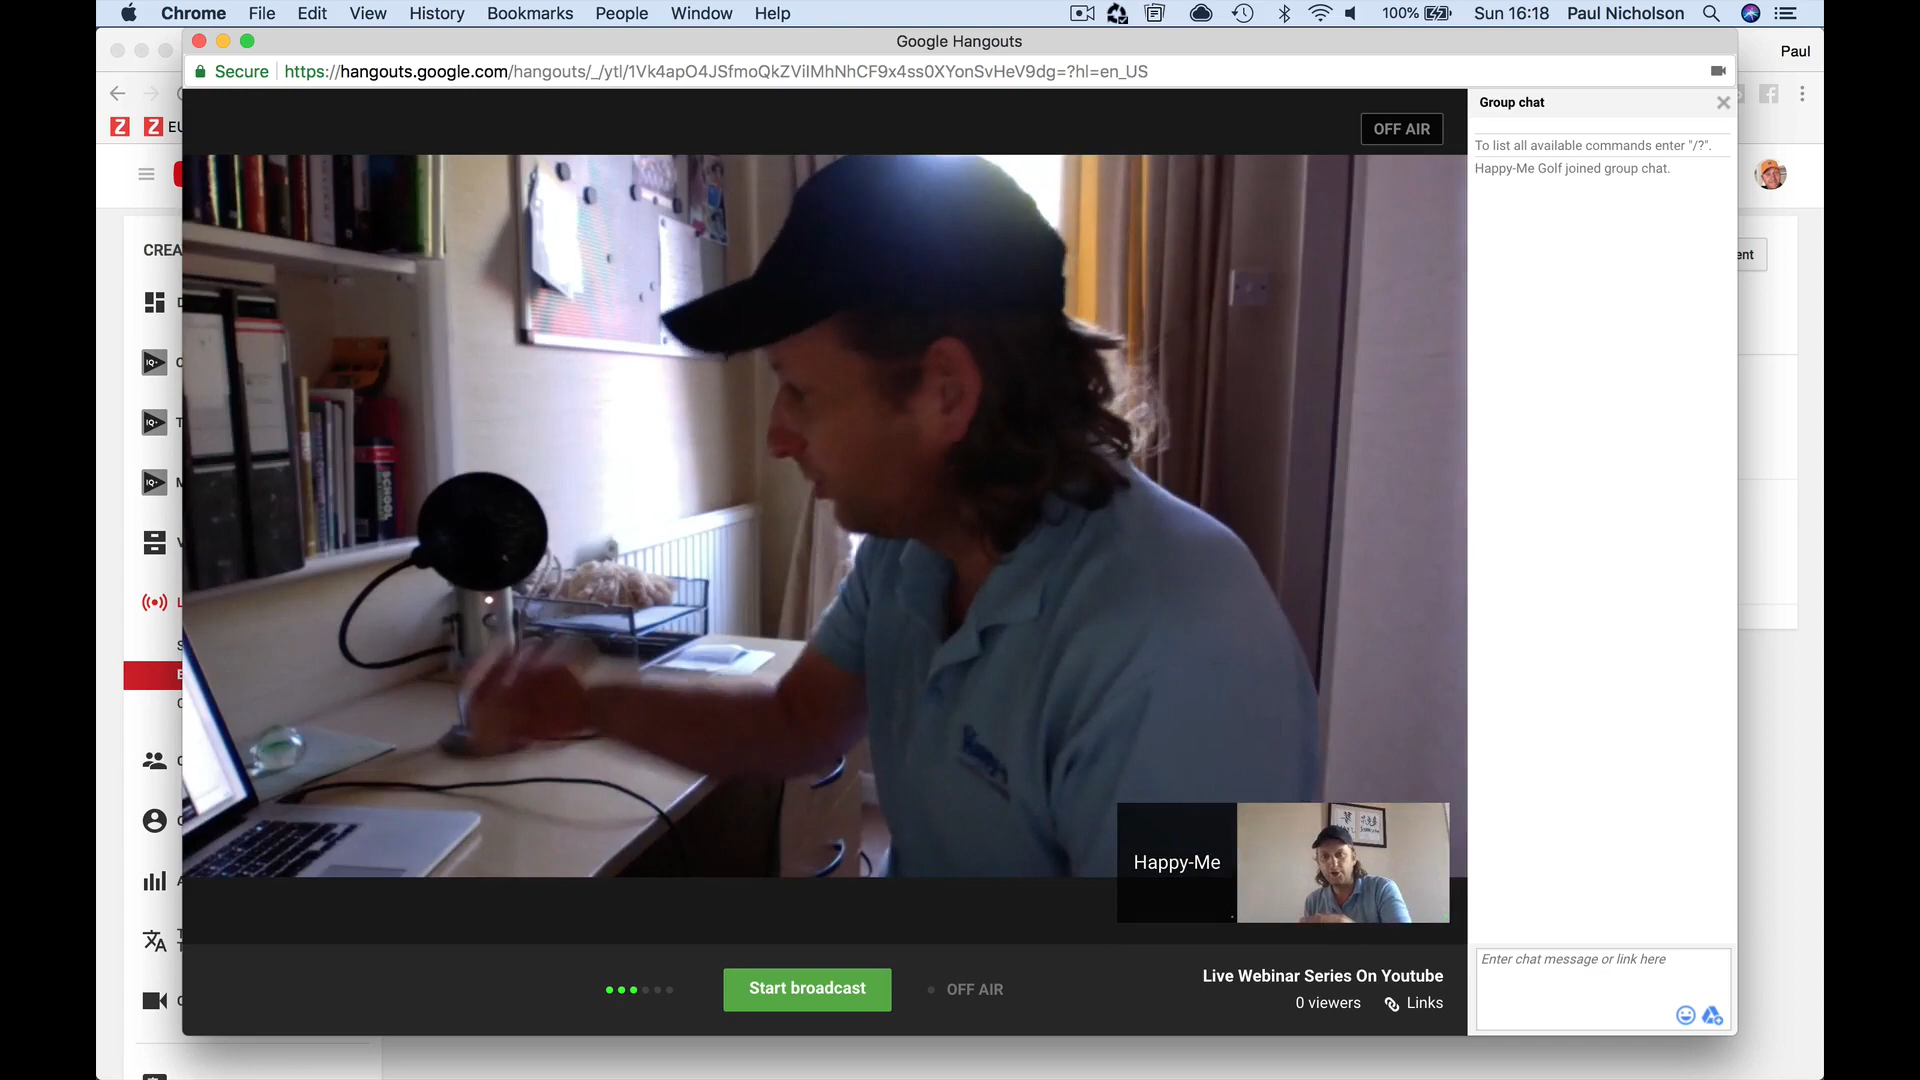 Chrome File Edit View History Bookmarks People Window Help 100% Sun 16:18 Paul Nicholson
Google Hangouts
Paul
Secure https://hangouts.google.com/hangouts/_/ytl/1Vk4apO4JSfmoQkZViIMhNhCF9x4ss0XYonSvHeV9dg=?hl=en_US
Group chat
OFF AIR
To list all available commands enter "/?".
Happy-Me Golf joined group chat.
CREA
ent
SCHOOL
Happy-Me
Enter chat message or link here
Live Webinar Series On Youtube
Start broadcast
OFF AIR
0 viewers Links